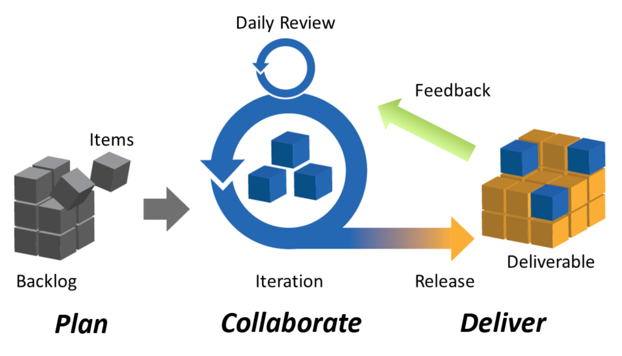 Daily Review
Feedback
Items
Backlog
Iteration
Release
Deliverable
Plan
Collaborate
Deliver